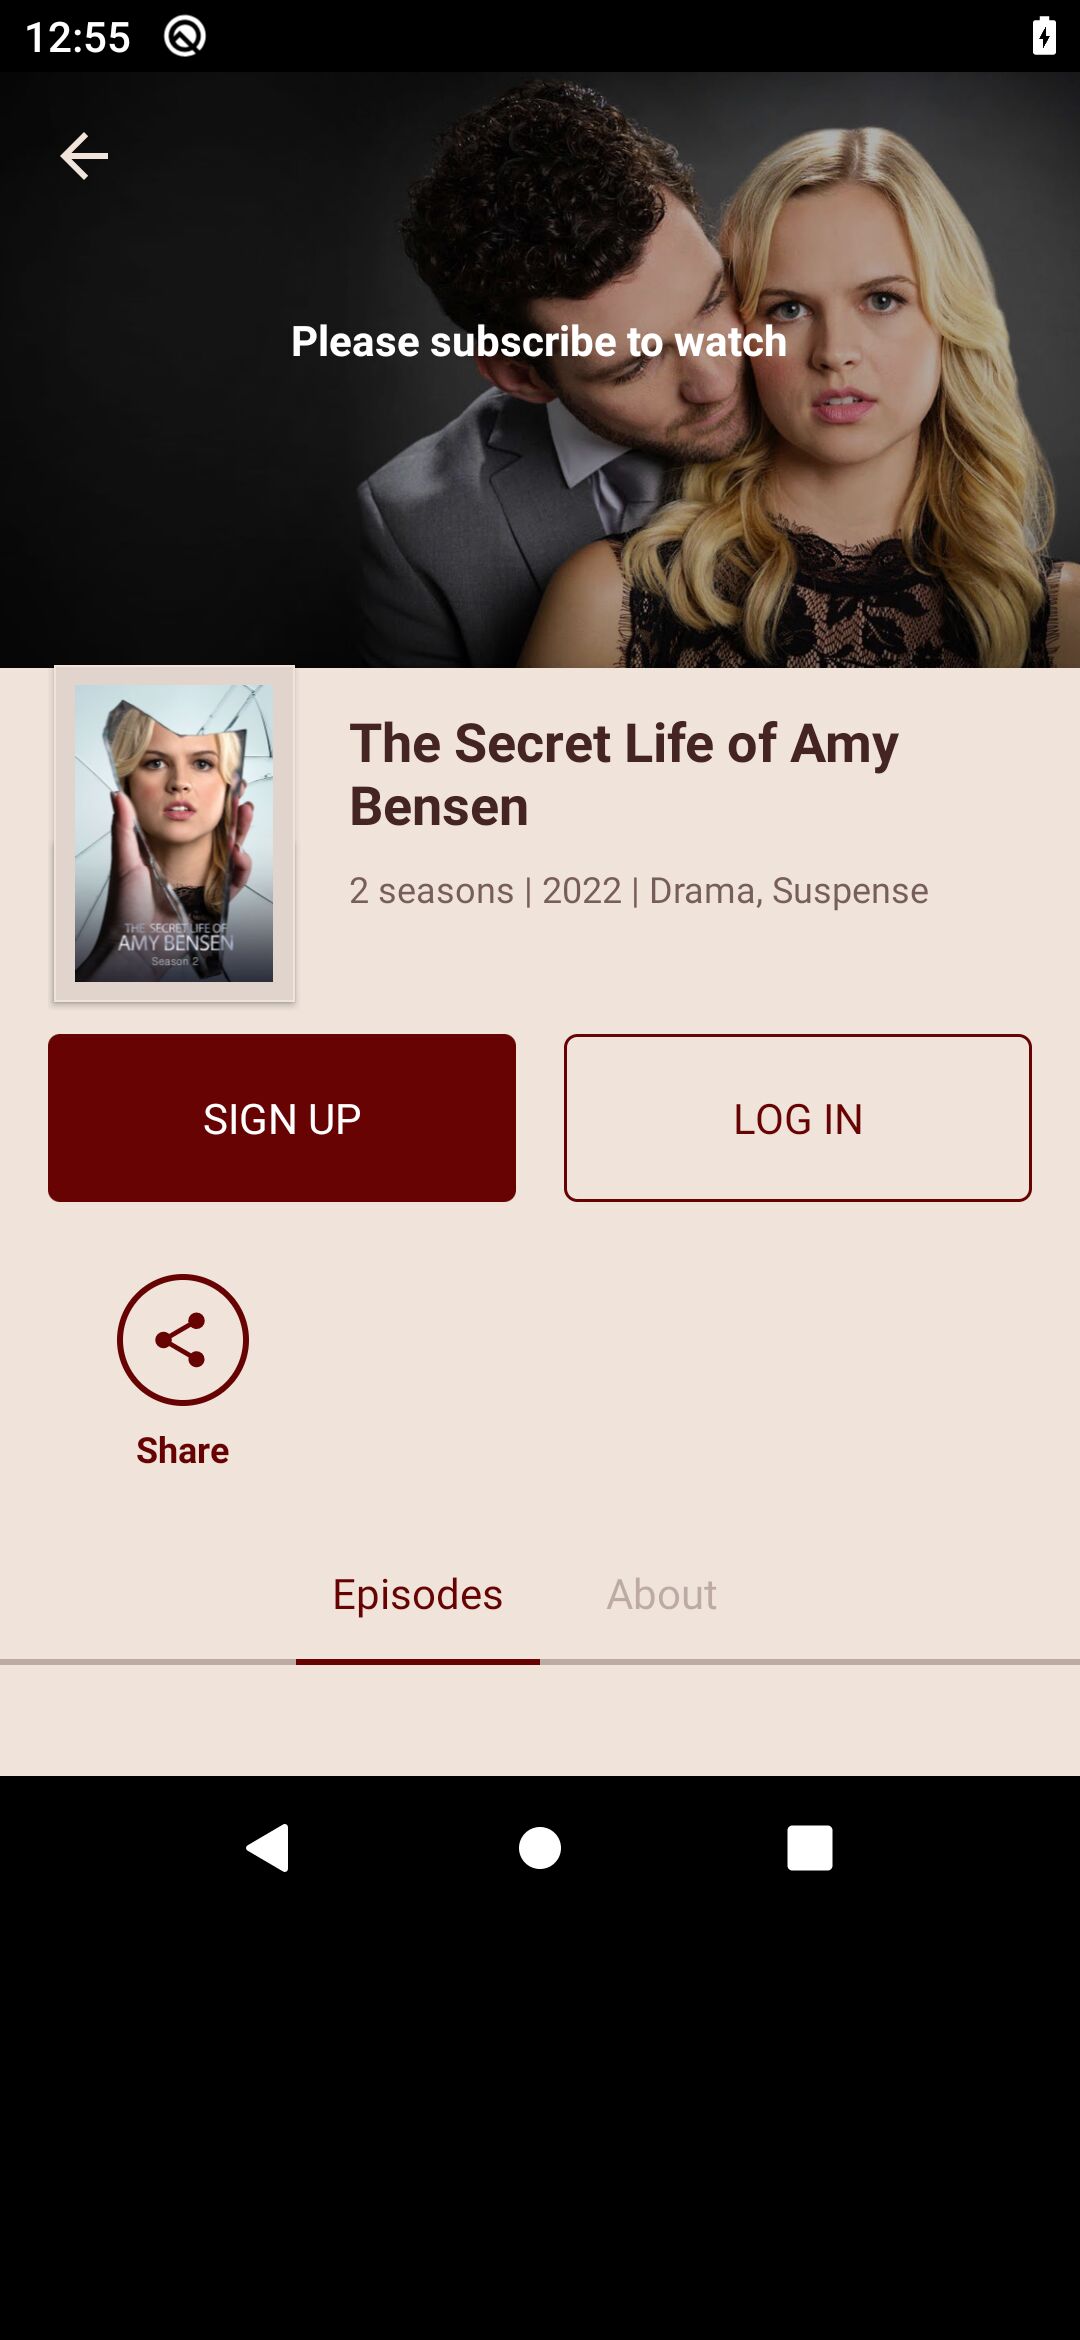 12:55
Please subscribe to watch
THE SECRET LIFE OF
AMY BENSEN
Season 2
The Secret Life of Amy
Bensen
2 seasons | 2022 | Drama, Suspense
SIGN UP
LOG IN
Share
Episodes
About